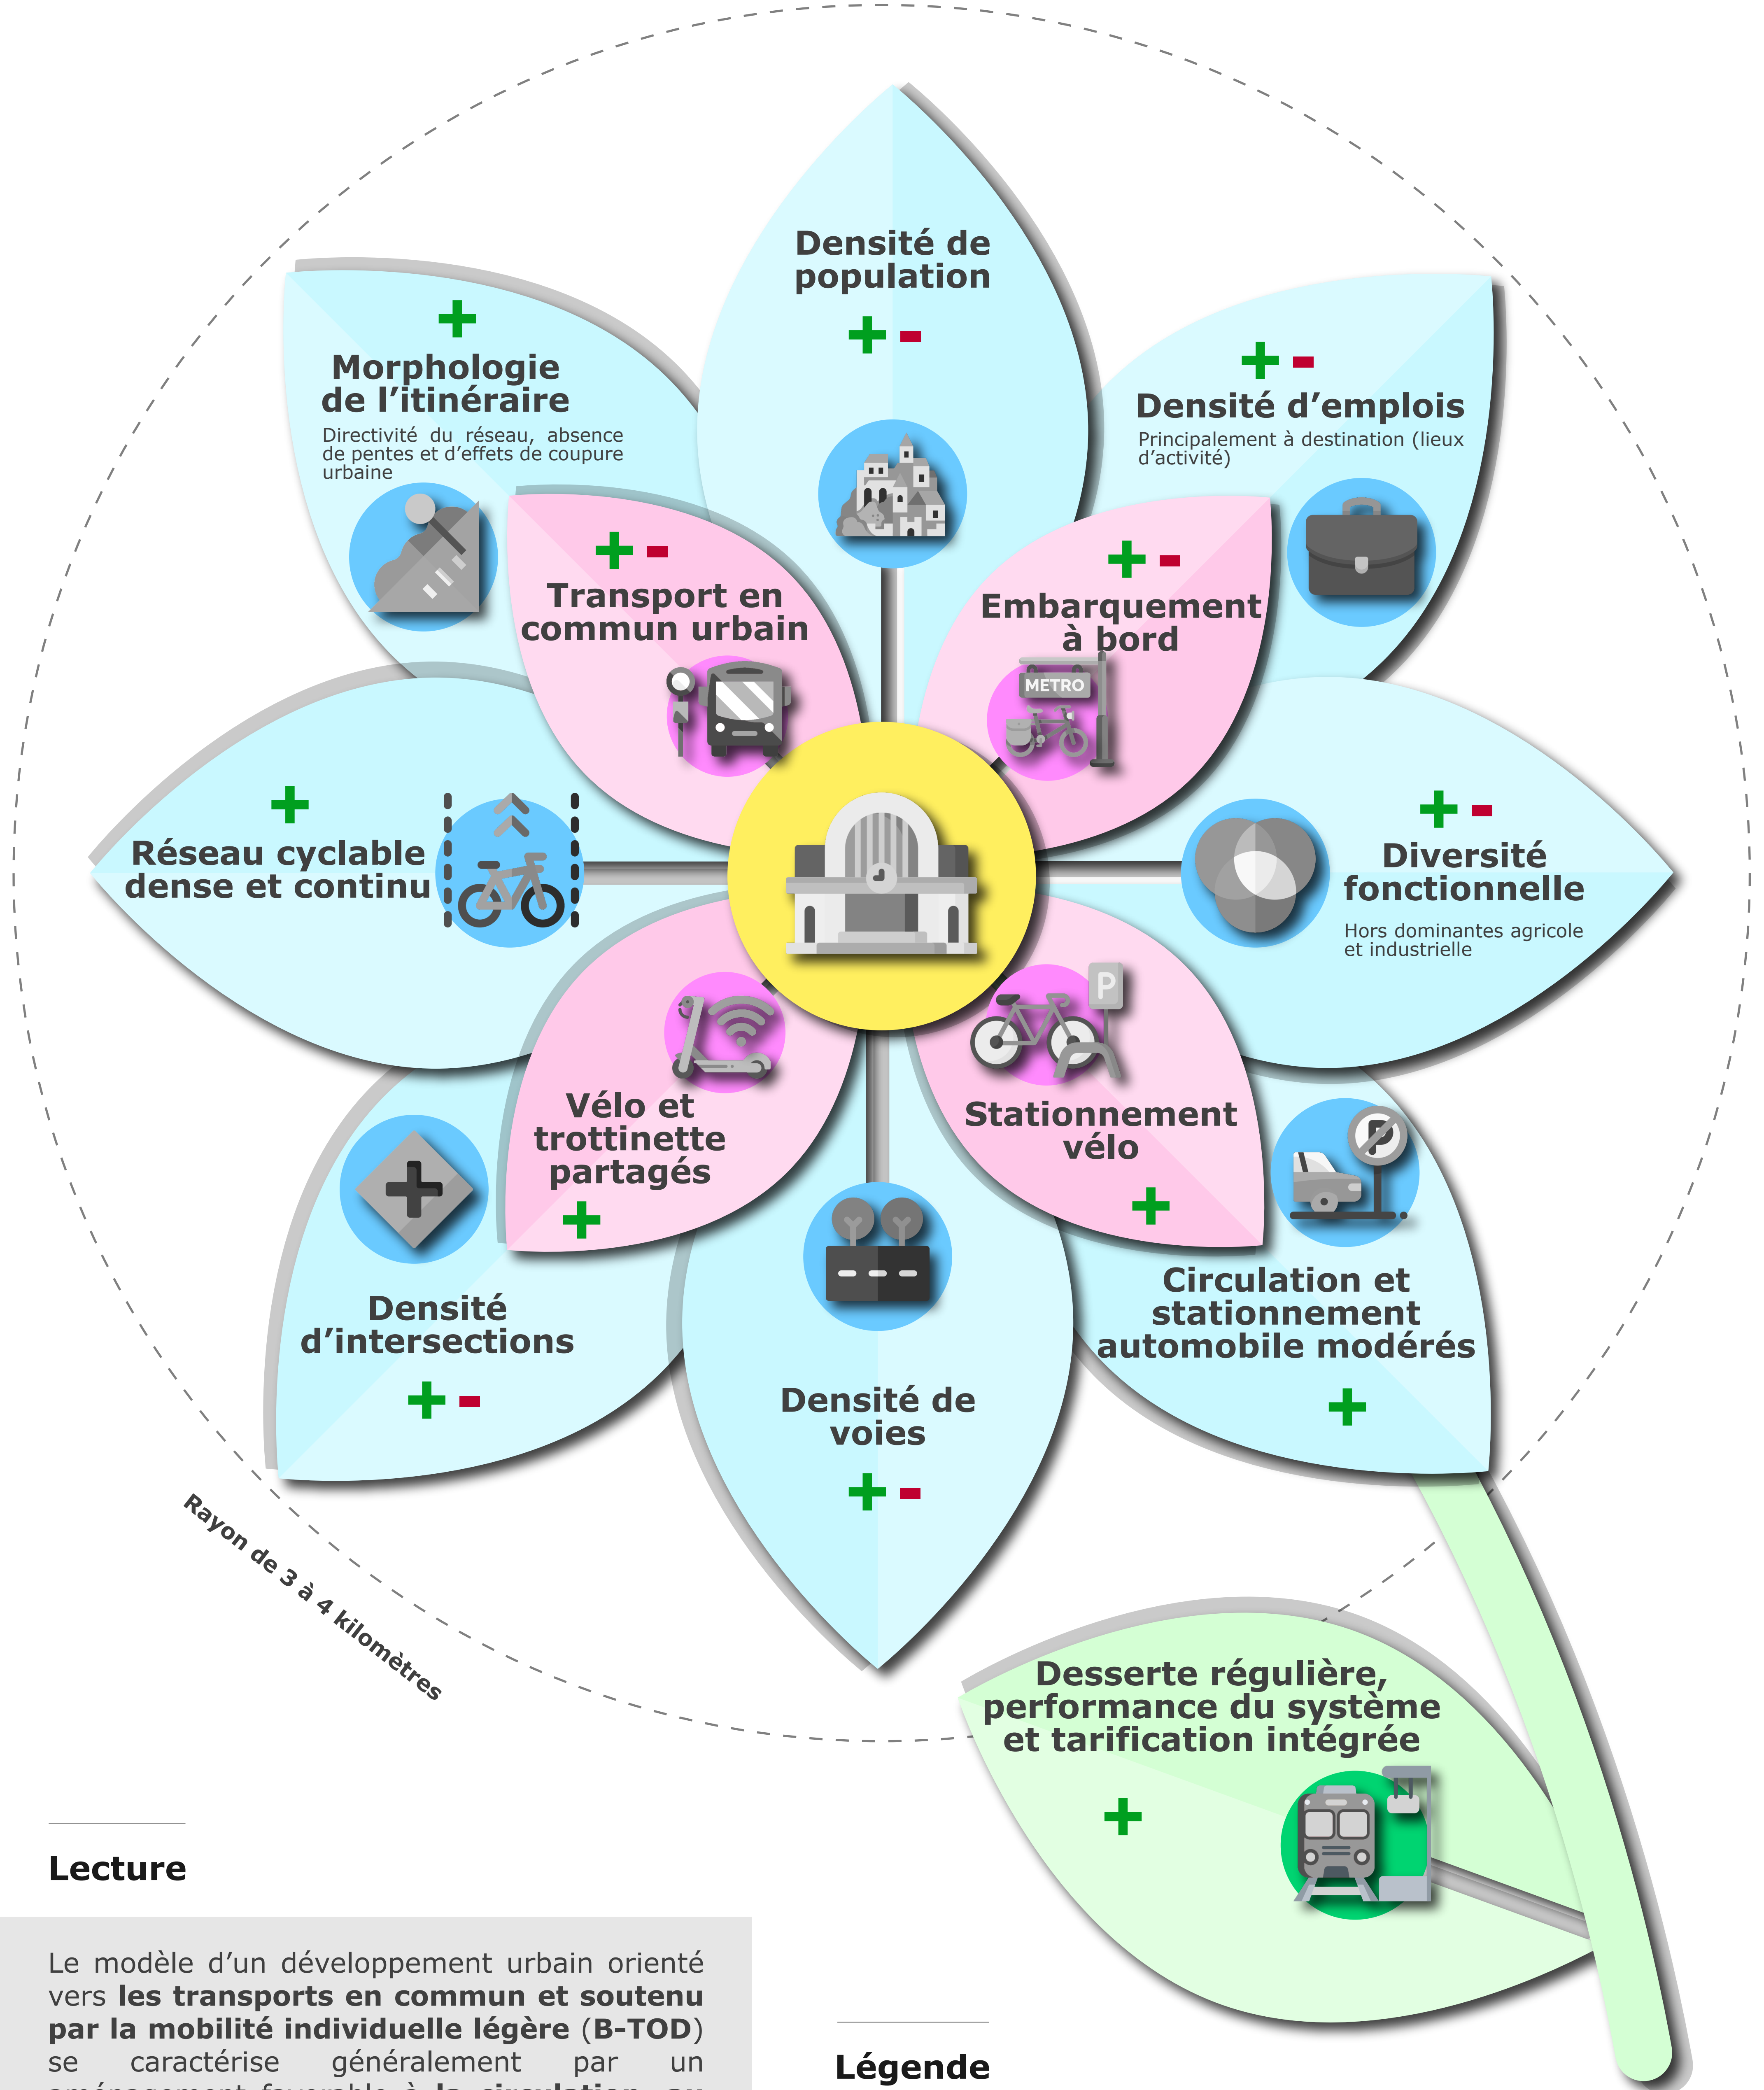 Densité de
population
+ -
+
Morphologie
de l’itinéraire
Directivité du réseau, absence
de pentes et d’effets de coupure
urbaine
+ -
Densité d’emplois
Principalement à destination (lieux
d’activité)
+ -
Transport en
commun urbain
+ -
Embarquement
à bord
METRO
+
Réseau cyclable
dense et continu
+ -
Diversité
fonctionnelle
Hors dominantes agricole
et industrielle
P
Vélo et
trottinette
partagés
+
Stationnement
vélo
+
P
Densité
d’intersections
+ -
Circulation et
stationnement
automobile modérés
+
Densité de
voies
+ -
Rayon de 3 à 4 kilomètres
Desserte régulière,
performance du système
et tarification intégrée
+
Lecture
Le modèle d’un développement urbain orienté
vers les transports en commun et soutenu
par la mobilité individuelle légère (B-TOD)
se caractérise généralement par un
aménagement favorable à la circulation, au
Légende